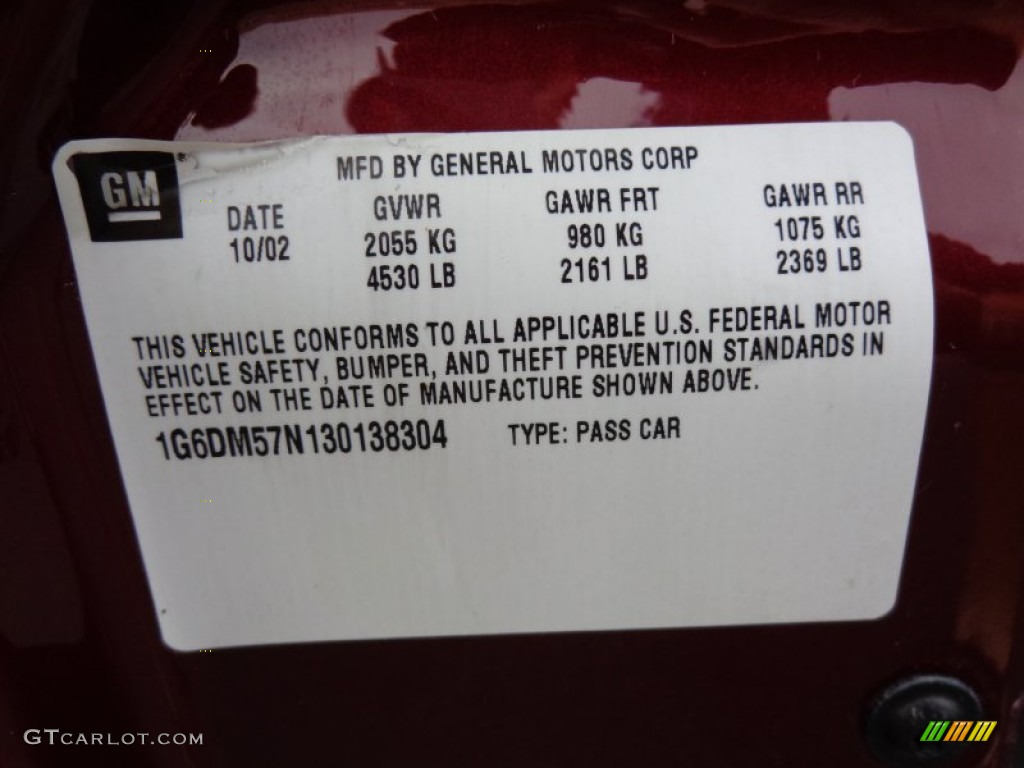 GM
MFD BY GENERAL MOTORS CORP
DATE GVWR GAWR FRT GAWR RR
10/02 2055 KG 980 KG 1075 KG
4530 LB 2161 LB 2369 LB
THIS VEHICLE CONFORMS TO ALL APPLICABLE U.S. FEDERAL MOTOR
VEHICLE SAFETY, BUMPER, AND THEFT PREVENTION STANDARDS IN
EFFECT ON THE DATE OF MANUFACTURE SHOWN ABOVE.
1G6DM57N130138304 TYPE: PASS CAR
GTCARLOT.COM